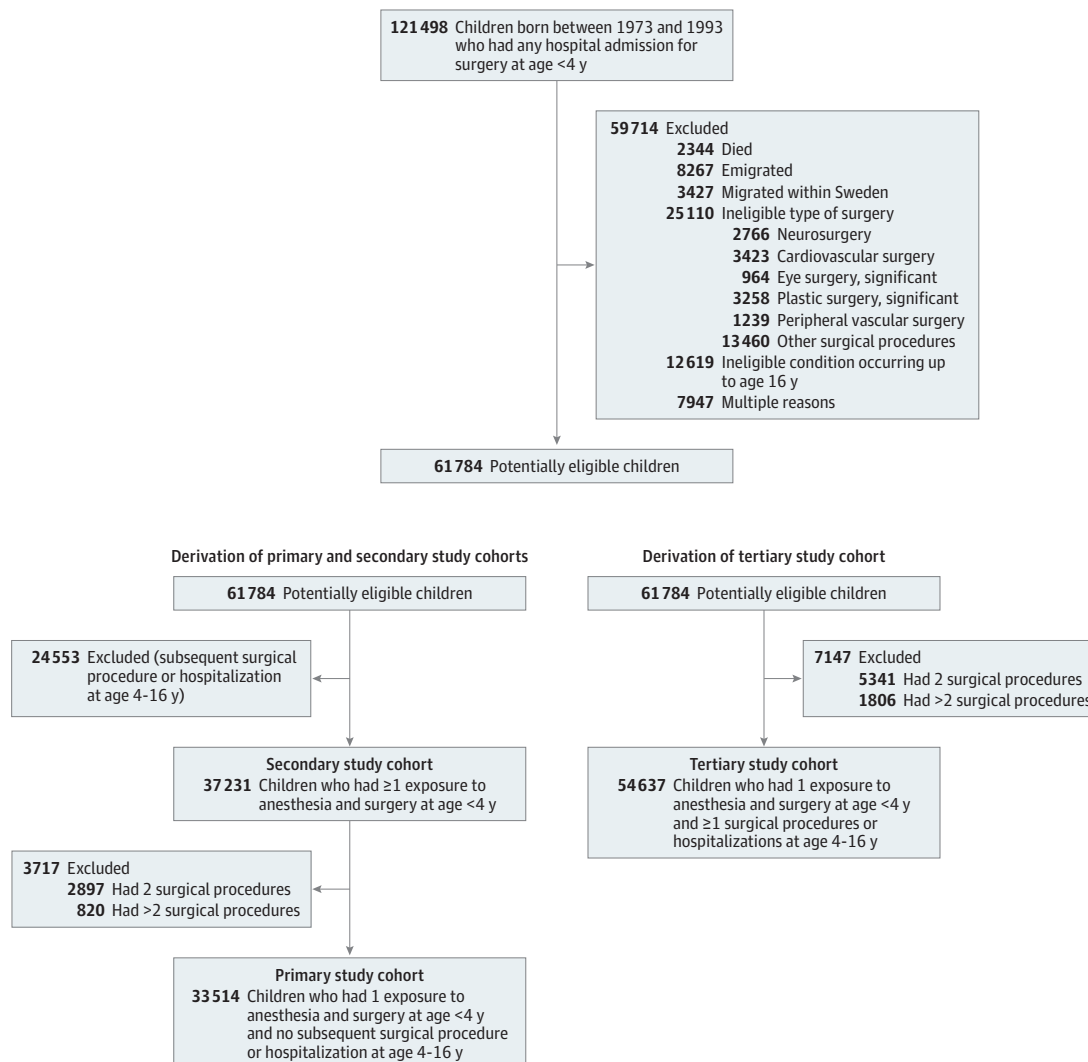 121498 Children born between 1973 and 1993
who had any hospital admission for
surgery at age <4 y
59714 Excluded
2344 Died
8267 Emigrated
3427 Migrated within Sweden
25110 Ineligible type of surgery
2766 Neurosurgery
3423 Cardiovascular surgery
964 Eye surgery, significant
3258 Plastic surgery, significant
1239 Peripheral vascular surgery
13460 Other surgical procedures
12619 Ineligible condition occurring up
to age 16 y
7947 Multiple reasons
61784 Potentially eligible children
Derivation of primary and secondary study cohorts
61784 Potentially eligible children
24553 Excluded (subsequent surgical
procedure or hospitalization
at age 4-16 y)
Secondary study cohort
37231 Children who had ≥1 exposure to
anesthesia and surgery at age <4 y
3717 Excluded
2897 Had 2 surgical procedures
820 Had >2 surgical procedures
Primary study cohort
33514 Children who had 1 exposure to
anesthesia and surgery at age <4 y
and no subsequent surgical procedure
or hospitalization at age 4-16 y
Derivation of tertiary study cohort
61784 Potentially eligible children
7147 Excluded
5341 Had 2 surgical procedures
1806 Had >2 surgical procedures
Tertiary study cohort
54637 Children who had 1 exposure to
anesthesia and surgery at age <4 y
and ≥1 surgical procedures or
hospitalizations at age 4-16 y